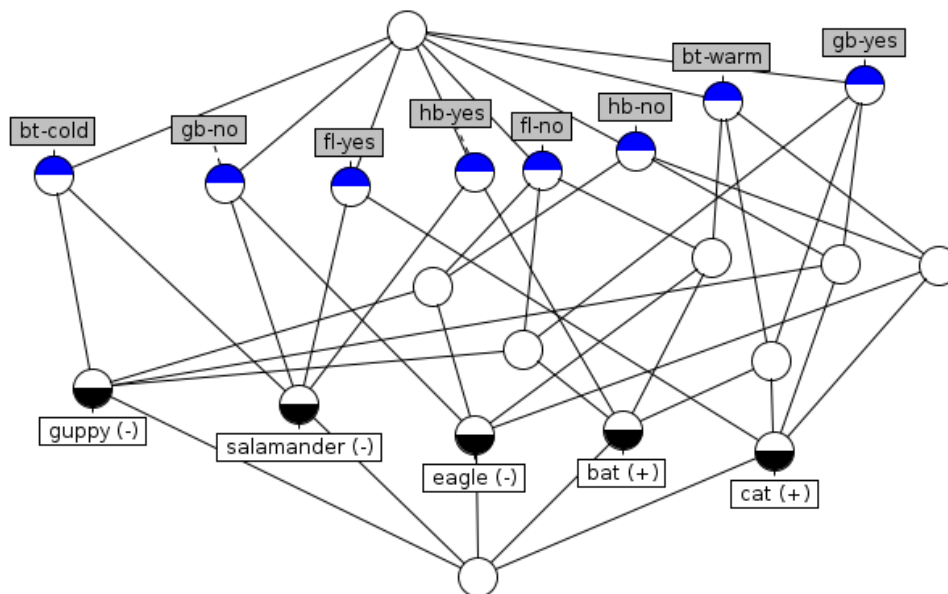 gb-yes
bt-warm
hb-no
hb-yes
fl-no
gb-no
bt-cold
fl-yes
guppy (-)
salamander (-)
eagle (-)
bat (+)
cat (+)